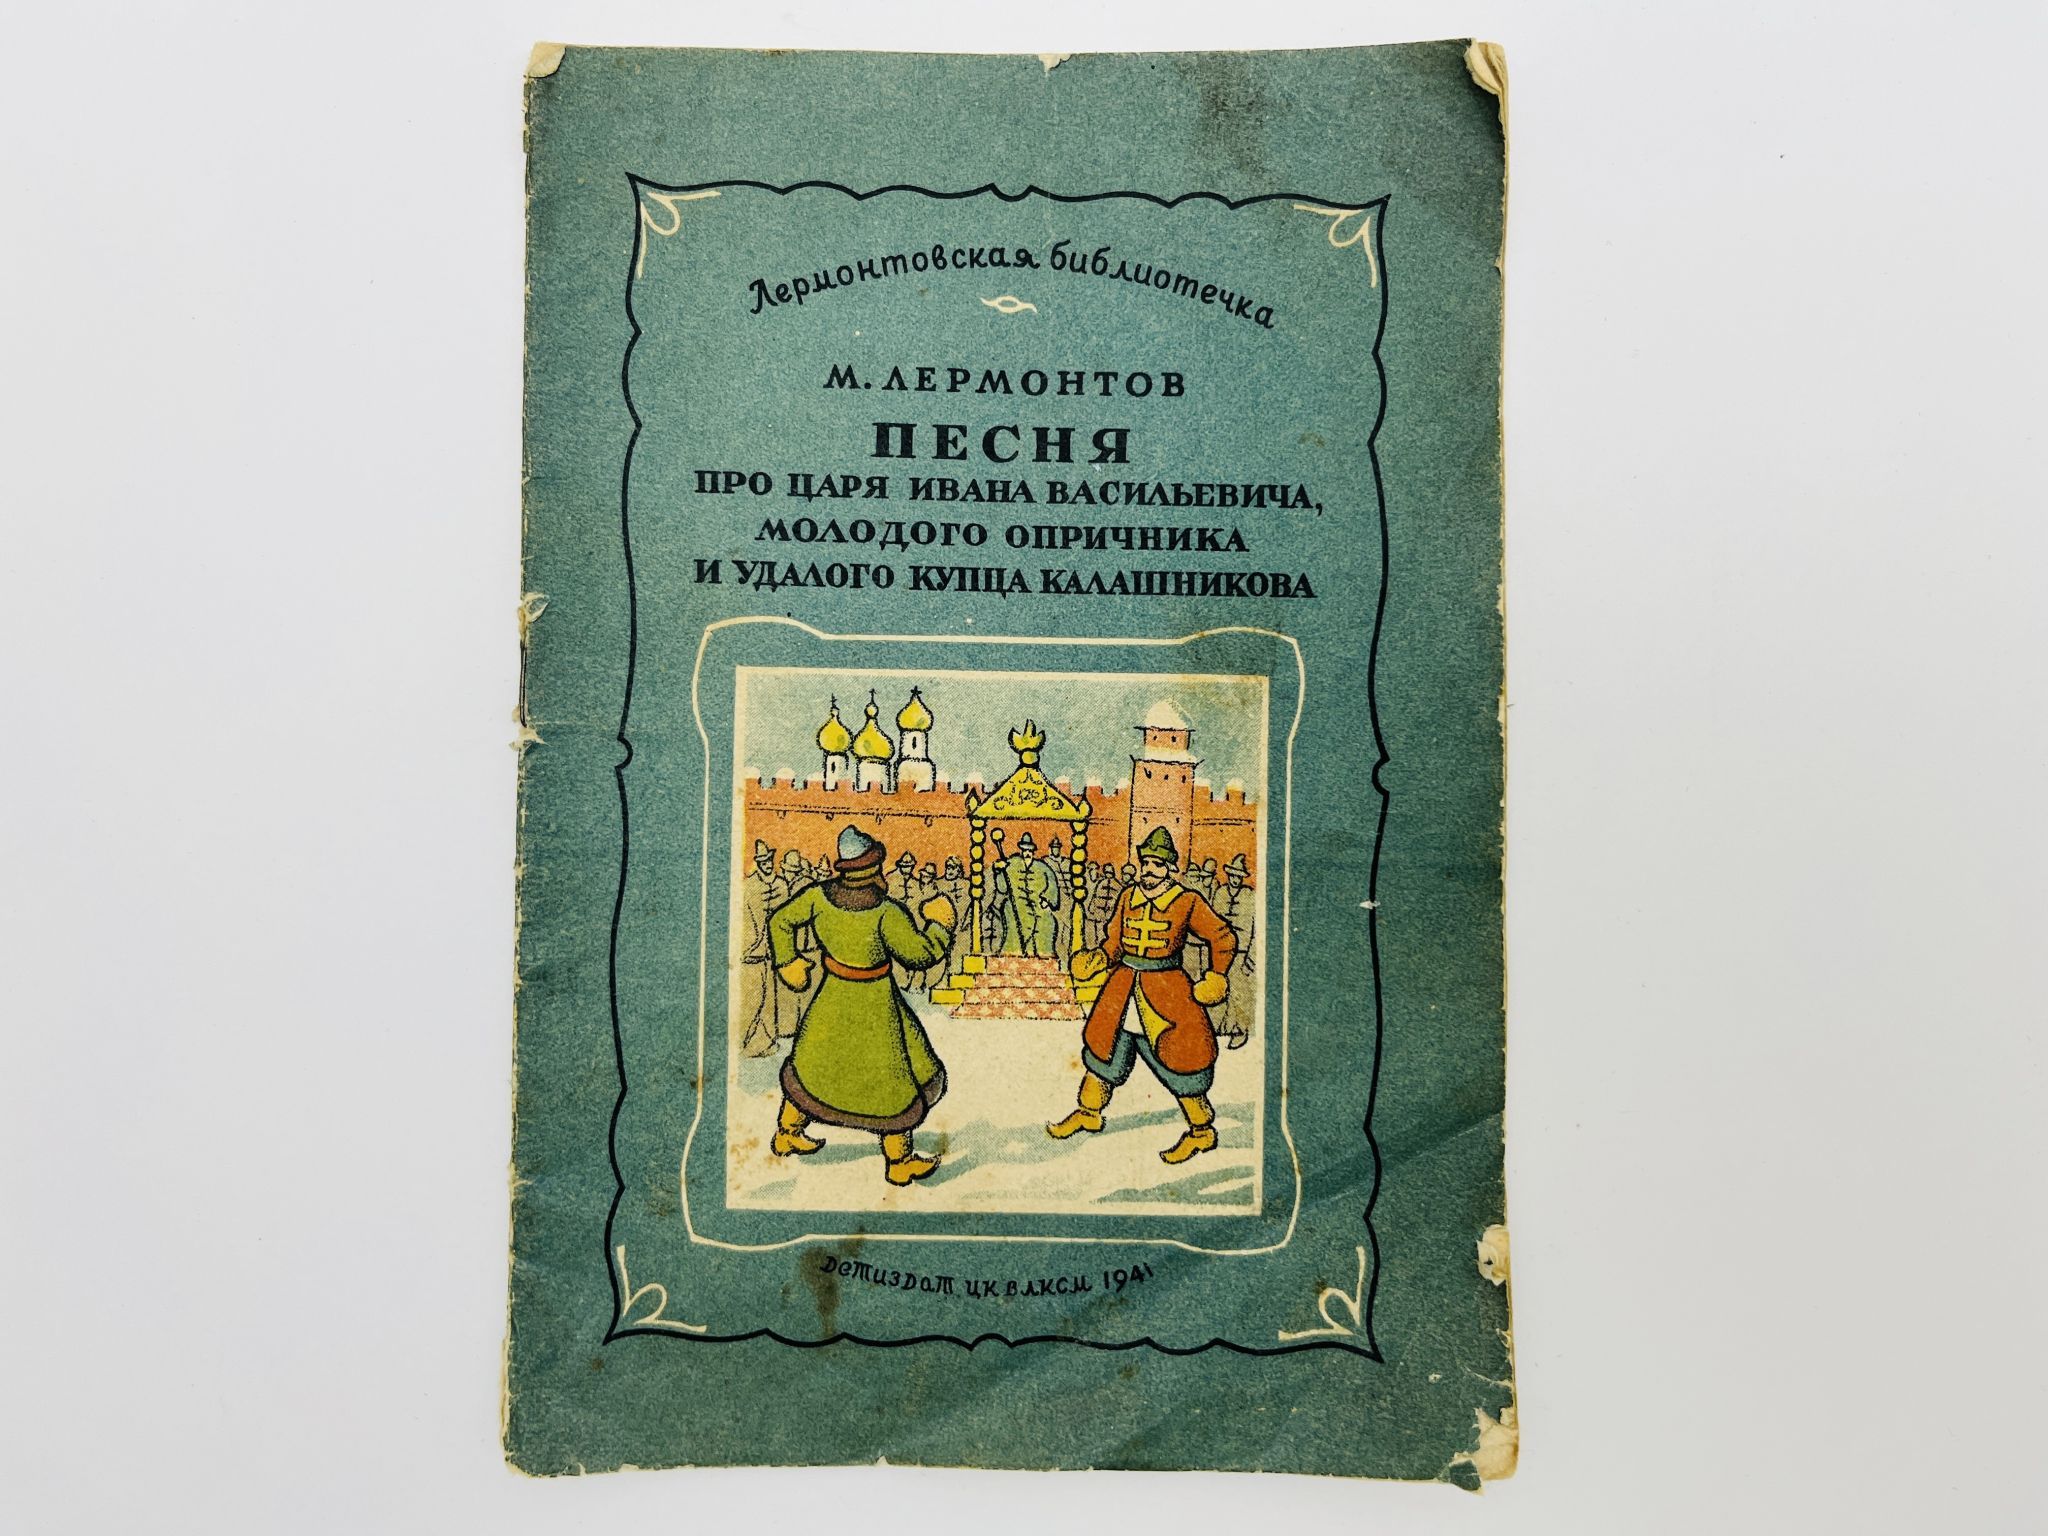 Лермонтовская библиотечка
М. ЛЕРМОНТОВ
ПЕСНЯ
ПРО ЦАРЯ ИВАНА ВАСИЛЬЕВИЧА,
МОЛОДОГО ОПРИЧНИКА
И УДАЛОГО КУПЦА КАЛАШНИКОВА
ДЕТИЗДАТ ЦК ВЛКСМ 1941